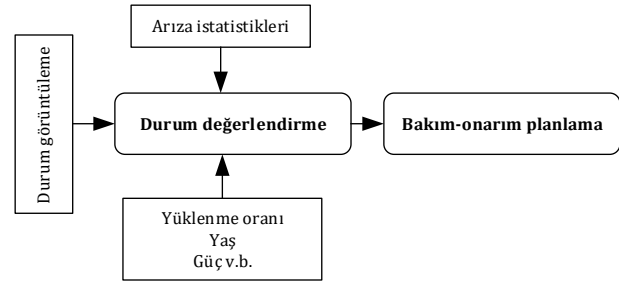 Arıza istatistikleri
Durum görüntüleme
Durum değerlendirme
Bakım-onarım planlama
Yüklenme oranı
Yaş
Güç v.b.